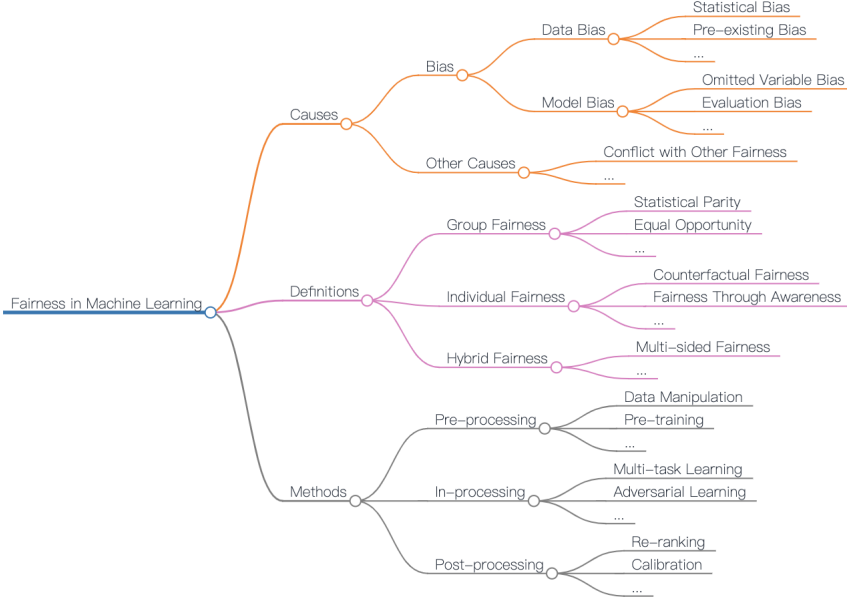 Statistical Bias
Data Bias
Pre-existing Bias
...
Bias
Omitted Variable Bias
Model Bias
Evaluation Bias
...
Causes
Conflict with Other Fairness
Other Causes
...
Statistical Parity
Group Fairness
Equal Opportunity
...
Definitions
Counterfactual Fairness
Individual Fairness
Fairness Through Awareness
...
Fairness in Machine Learning
Multi-sided Fairness
Hybrid Fairness
...
Data Manipulation
Pre-processing
Pre-training
...
Multi-task Learning
Methods
In-processing
Adversarial Learning
...
Re-ranking
Post-processing
Calibration
...